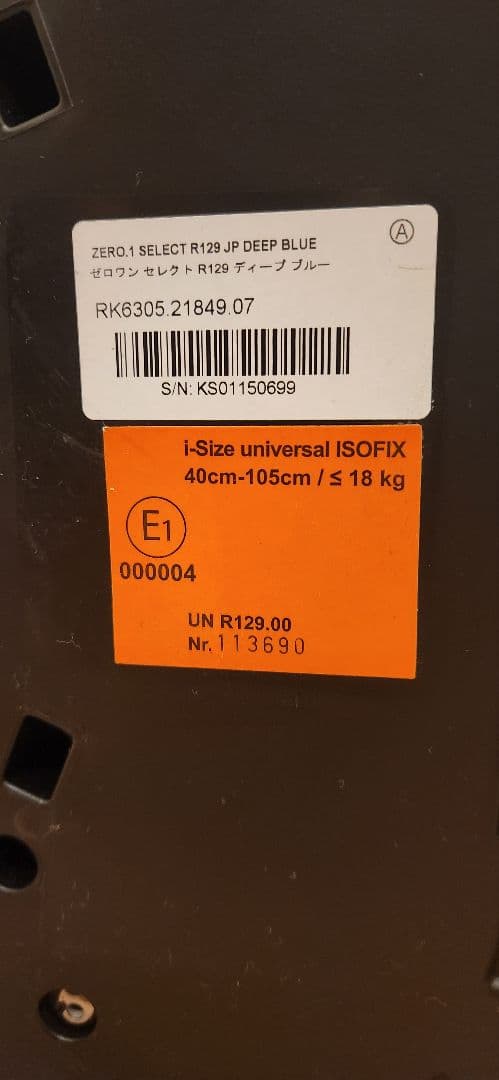 ZERO.1 SELECT R129 JP DEEP BLUE
Ⓐ
ゼロワン セレクト R129 ディープ ブルー
RK6305.21849.07
S/N: KS01150699
i-Size universal ISOFIX
40cm-105cm / ≤ 18 kg
E1
000004
UN R129.00
Nr. 113690